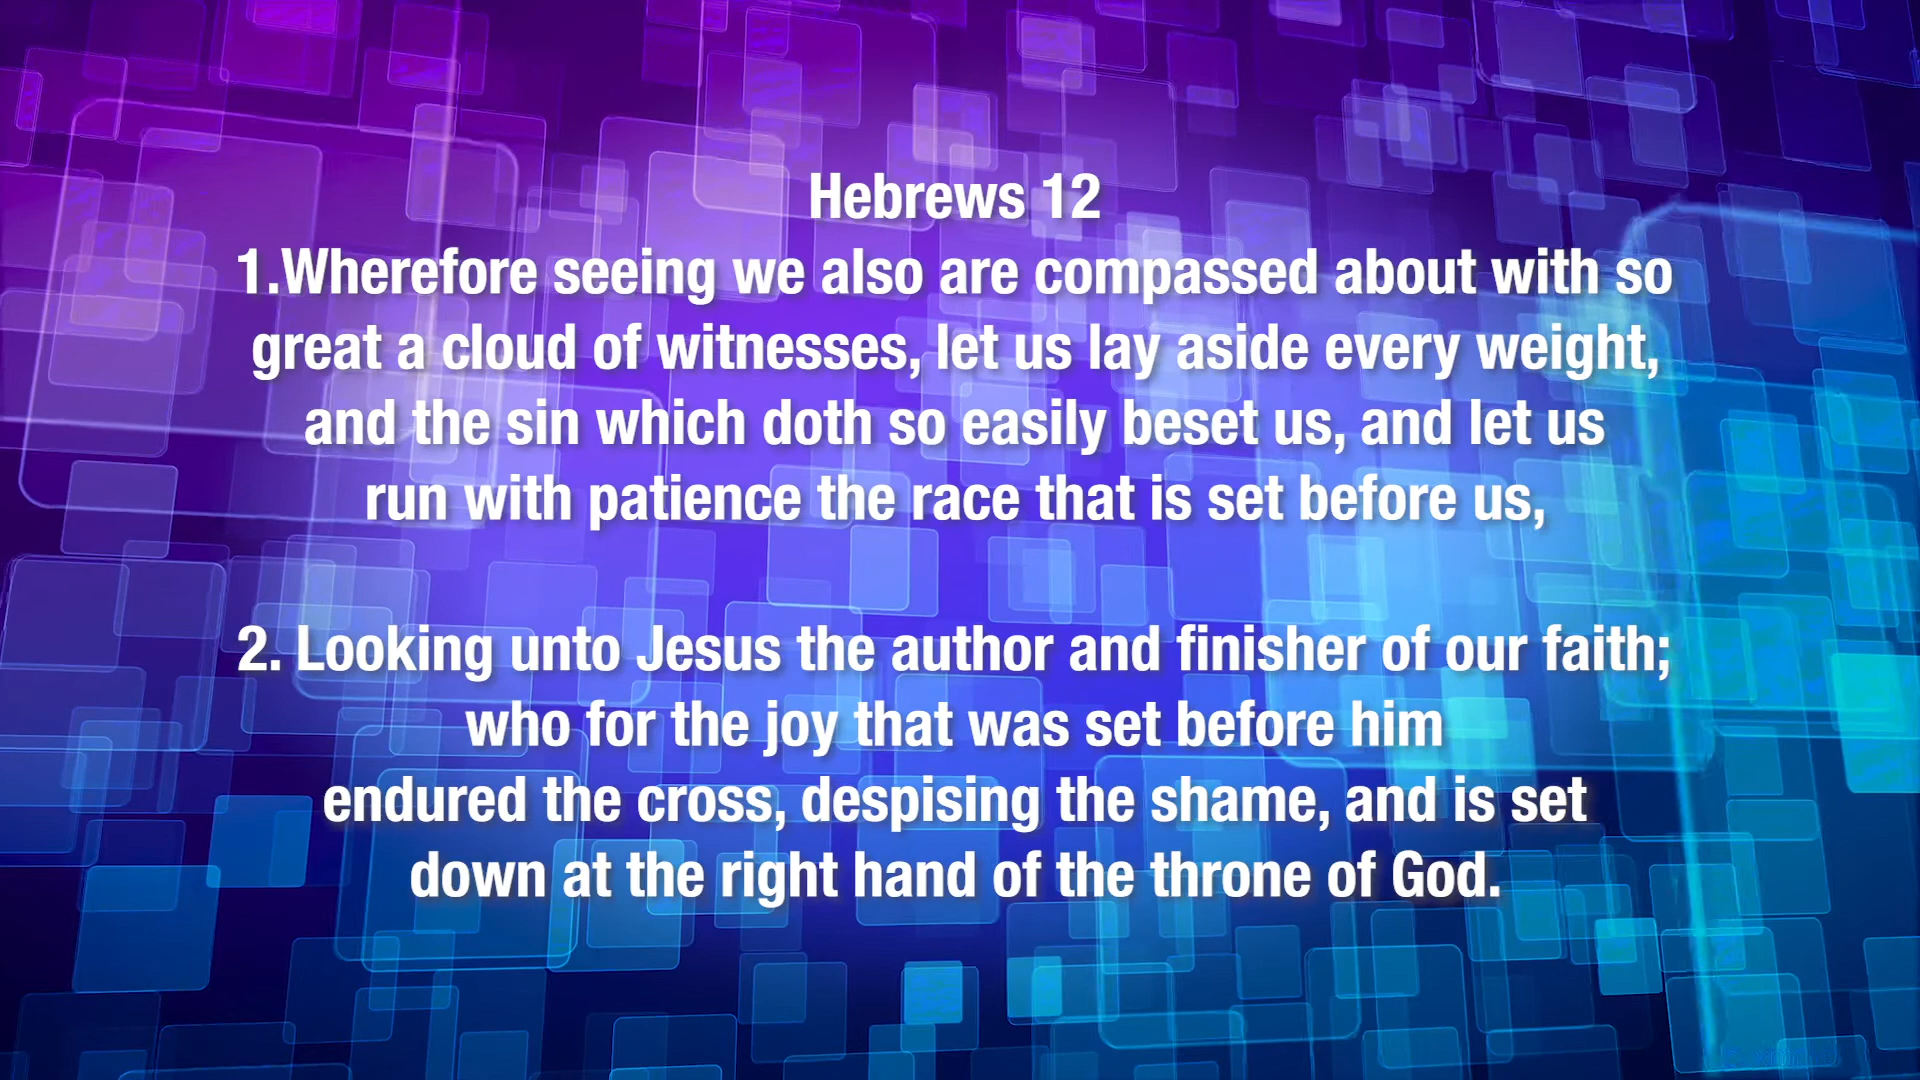 Hebrews 12
1.Wherefore seeing we also are compassed about with so
great a cloud of witnesses, let us lay aside every weight,
and the sin which doth so easily beset us, and let us
run with patience the race that is set before us,
2. Looking unto Jesus the author and finisher of our faith;
who for the joy that was set before him
endured the cross, despising the shame, and is set
down at the right hand of the throne of God.